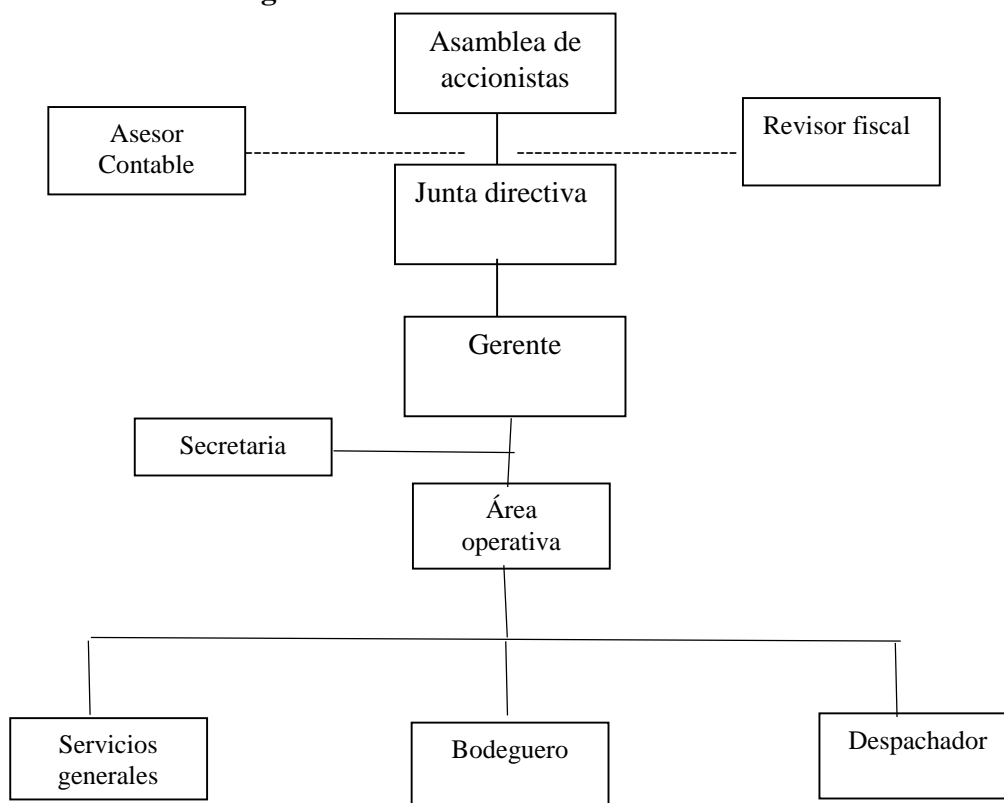 g
Asamblea de
accionistas
Asesor
Contable
Revisor fiscal
Junta directiva
Gerente
Secretaria
Área
operativa
Servicios
generales
Bodeguero
Despachador